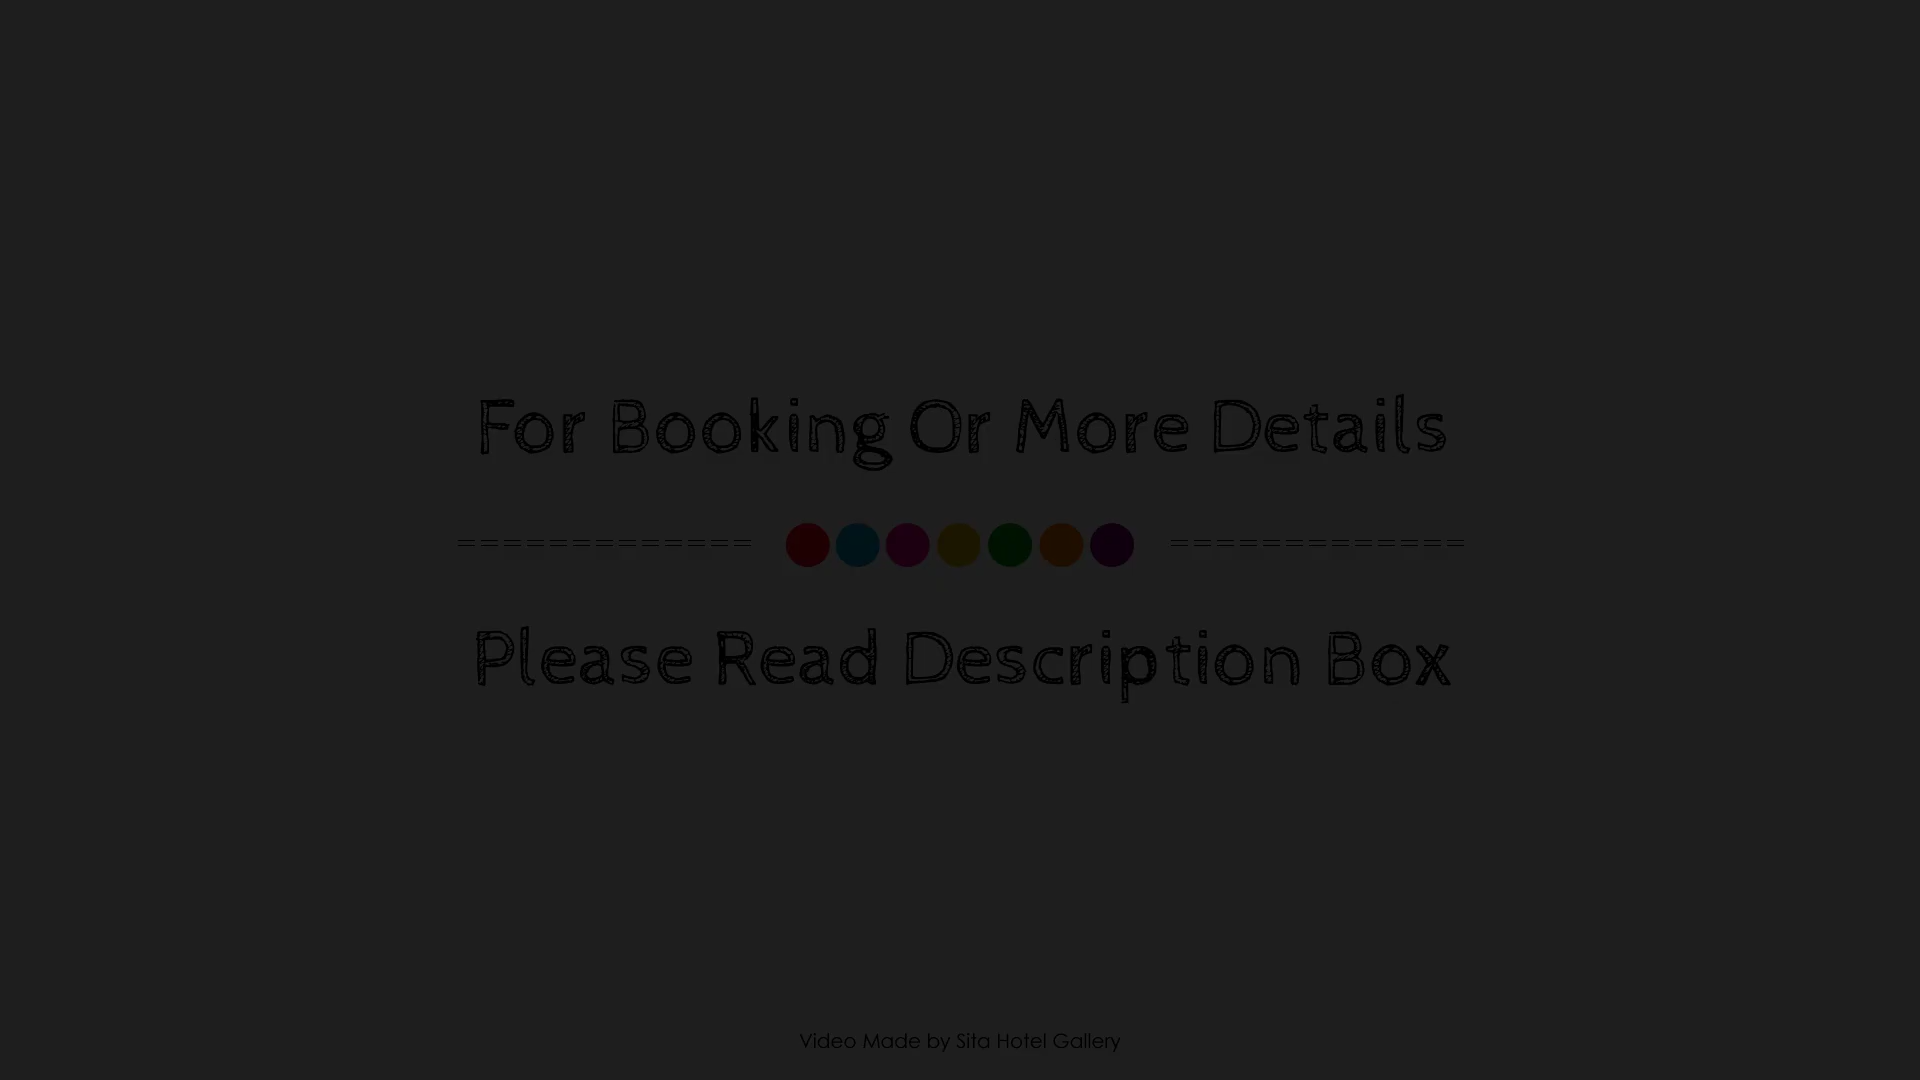 For Booking Or More Details
============= =============
Please Read Description Box
Video Made by Sita Hotel Gallery